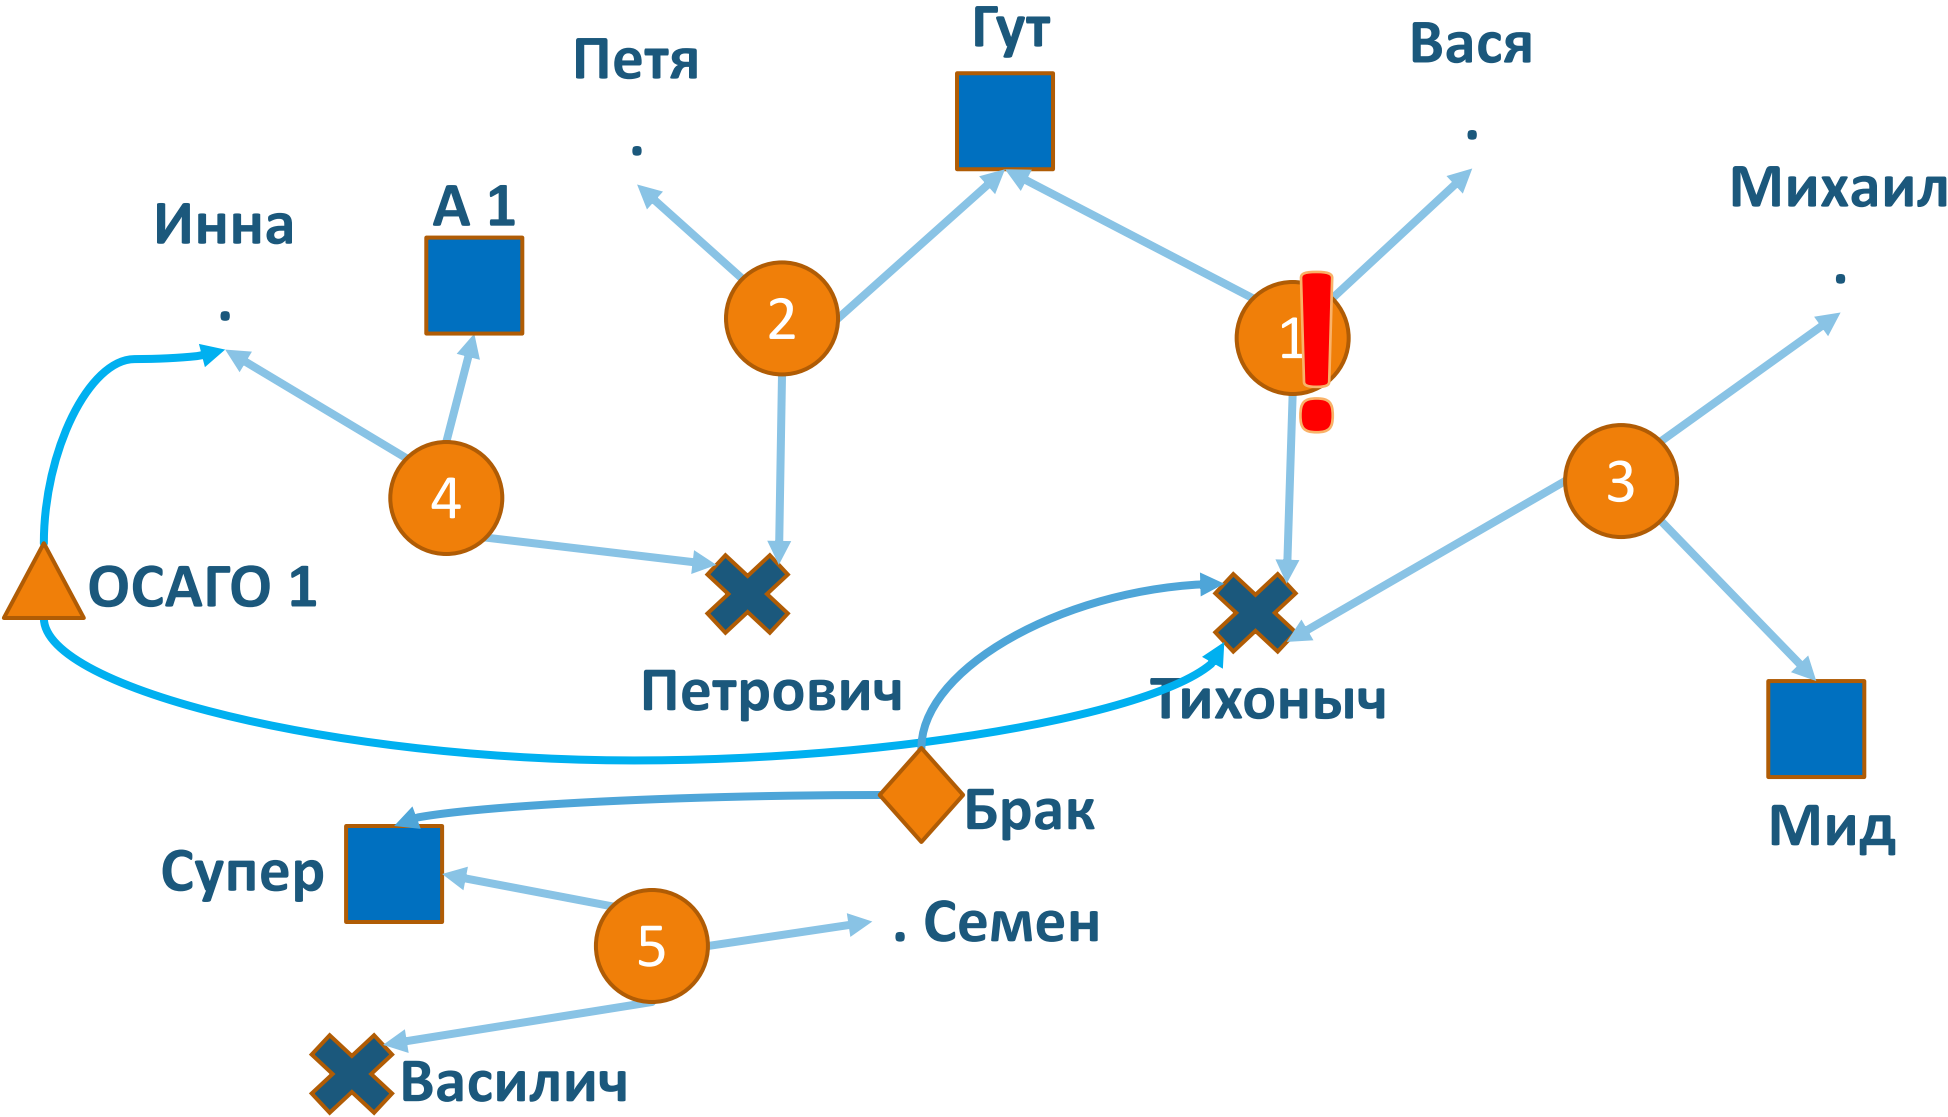 Гут
Вася
Петя
.
.
Михаил
А 1
Инна
.
.
2
1
3
4
ОСАГО 1
Петрович
Тихоныч
Брак
Мид
Супер
. Семен
5
Василич